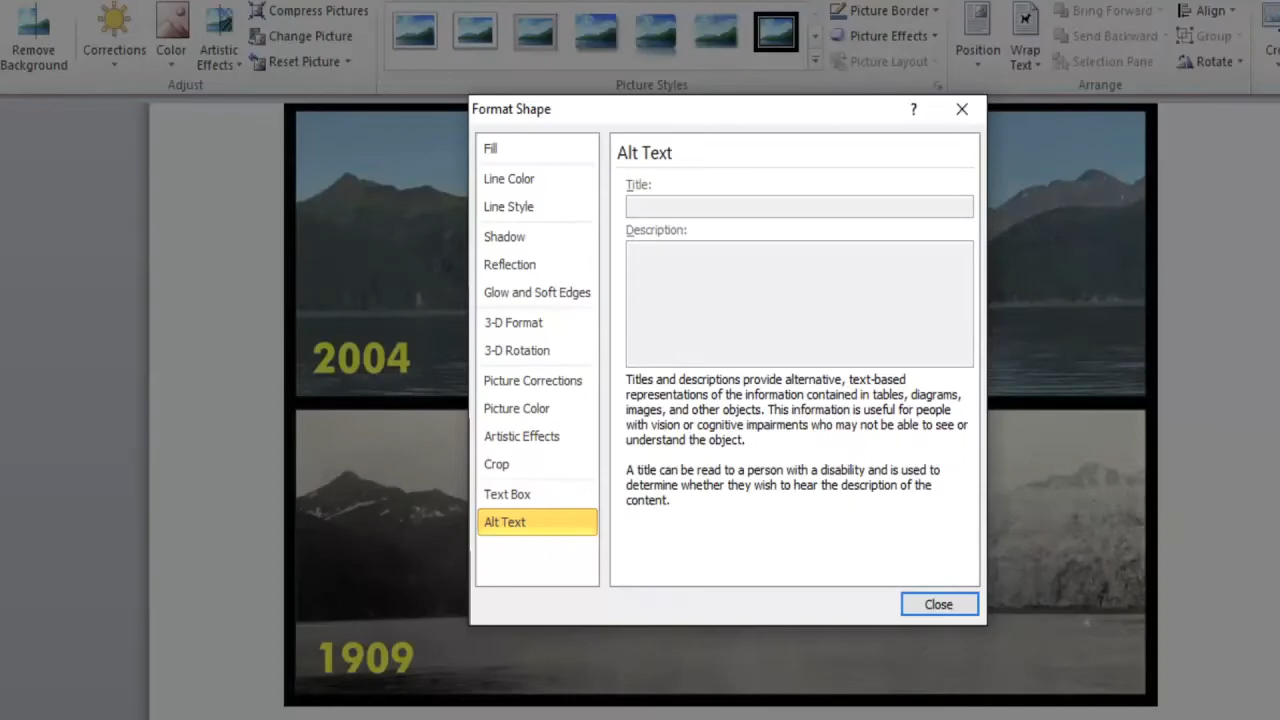 Remove
Background
Corrections
Color
Artistic
Effects
Compress Pictures
Change Picture
Reset Picture
Adjust
Picture Styles
Picture Border
Picture Effects
Picture Layout
Position
Wrap
Text
Bring Forward
Send Backward
Selection Pane
Align
Group
Rotate
Arrange
Format Shape
?
Fill
Line Color
Line Style
Shadow
Reflection
Glow and Soft Edges
3-D Format
3-D Rotation
Picture Corrections
Picture Color
Artistic Effects
Crop
Text Box
Alt Text
Alt Text
Title:
Description:
Titles and descriptions provide alternative, text-based
representations of the information contained in tables, diagrams,
images, and other objects. This information is useful for people
with vision or cognitive impairments who may not be able to see or
understand the object.
A title can be read to a person with a disability and is used to
determine whether they wish to hear the description of the
content.
Close
2004
1909